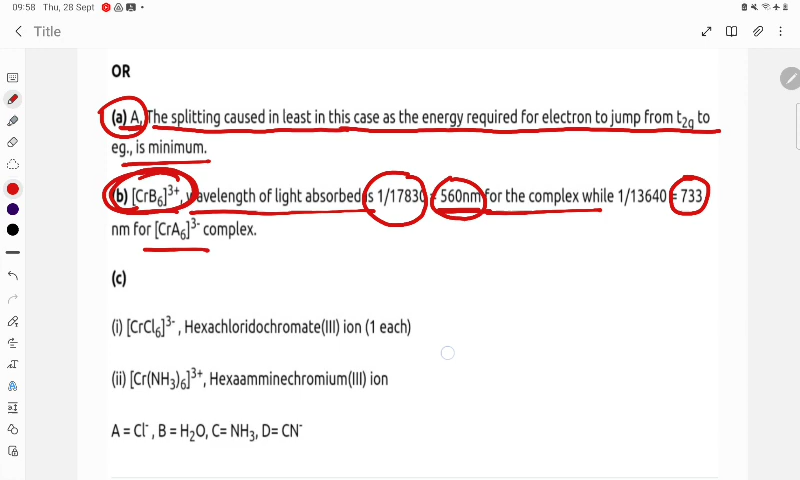 09:58 Thu, 28 Sept
Title
OR
(a) A, The splitting caused in least in this case as the energy required for electron to jump from t2g to
eg., is minimum.
(b) [CrB6]3+, wavelength of light absorbed is 1/17830 = 560nm for the complex while 1/13640 = 733
nm for [CrA6]3- complex.
(c)
(i) [CrCl6]3- , Hexachloridochromate(III) ion (1 each)
(ii) [Cr(NH3)6]3+, Hexaamminechromium(III) ion
A = Cl- , B = H2O, C= NH3, D= CN-